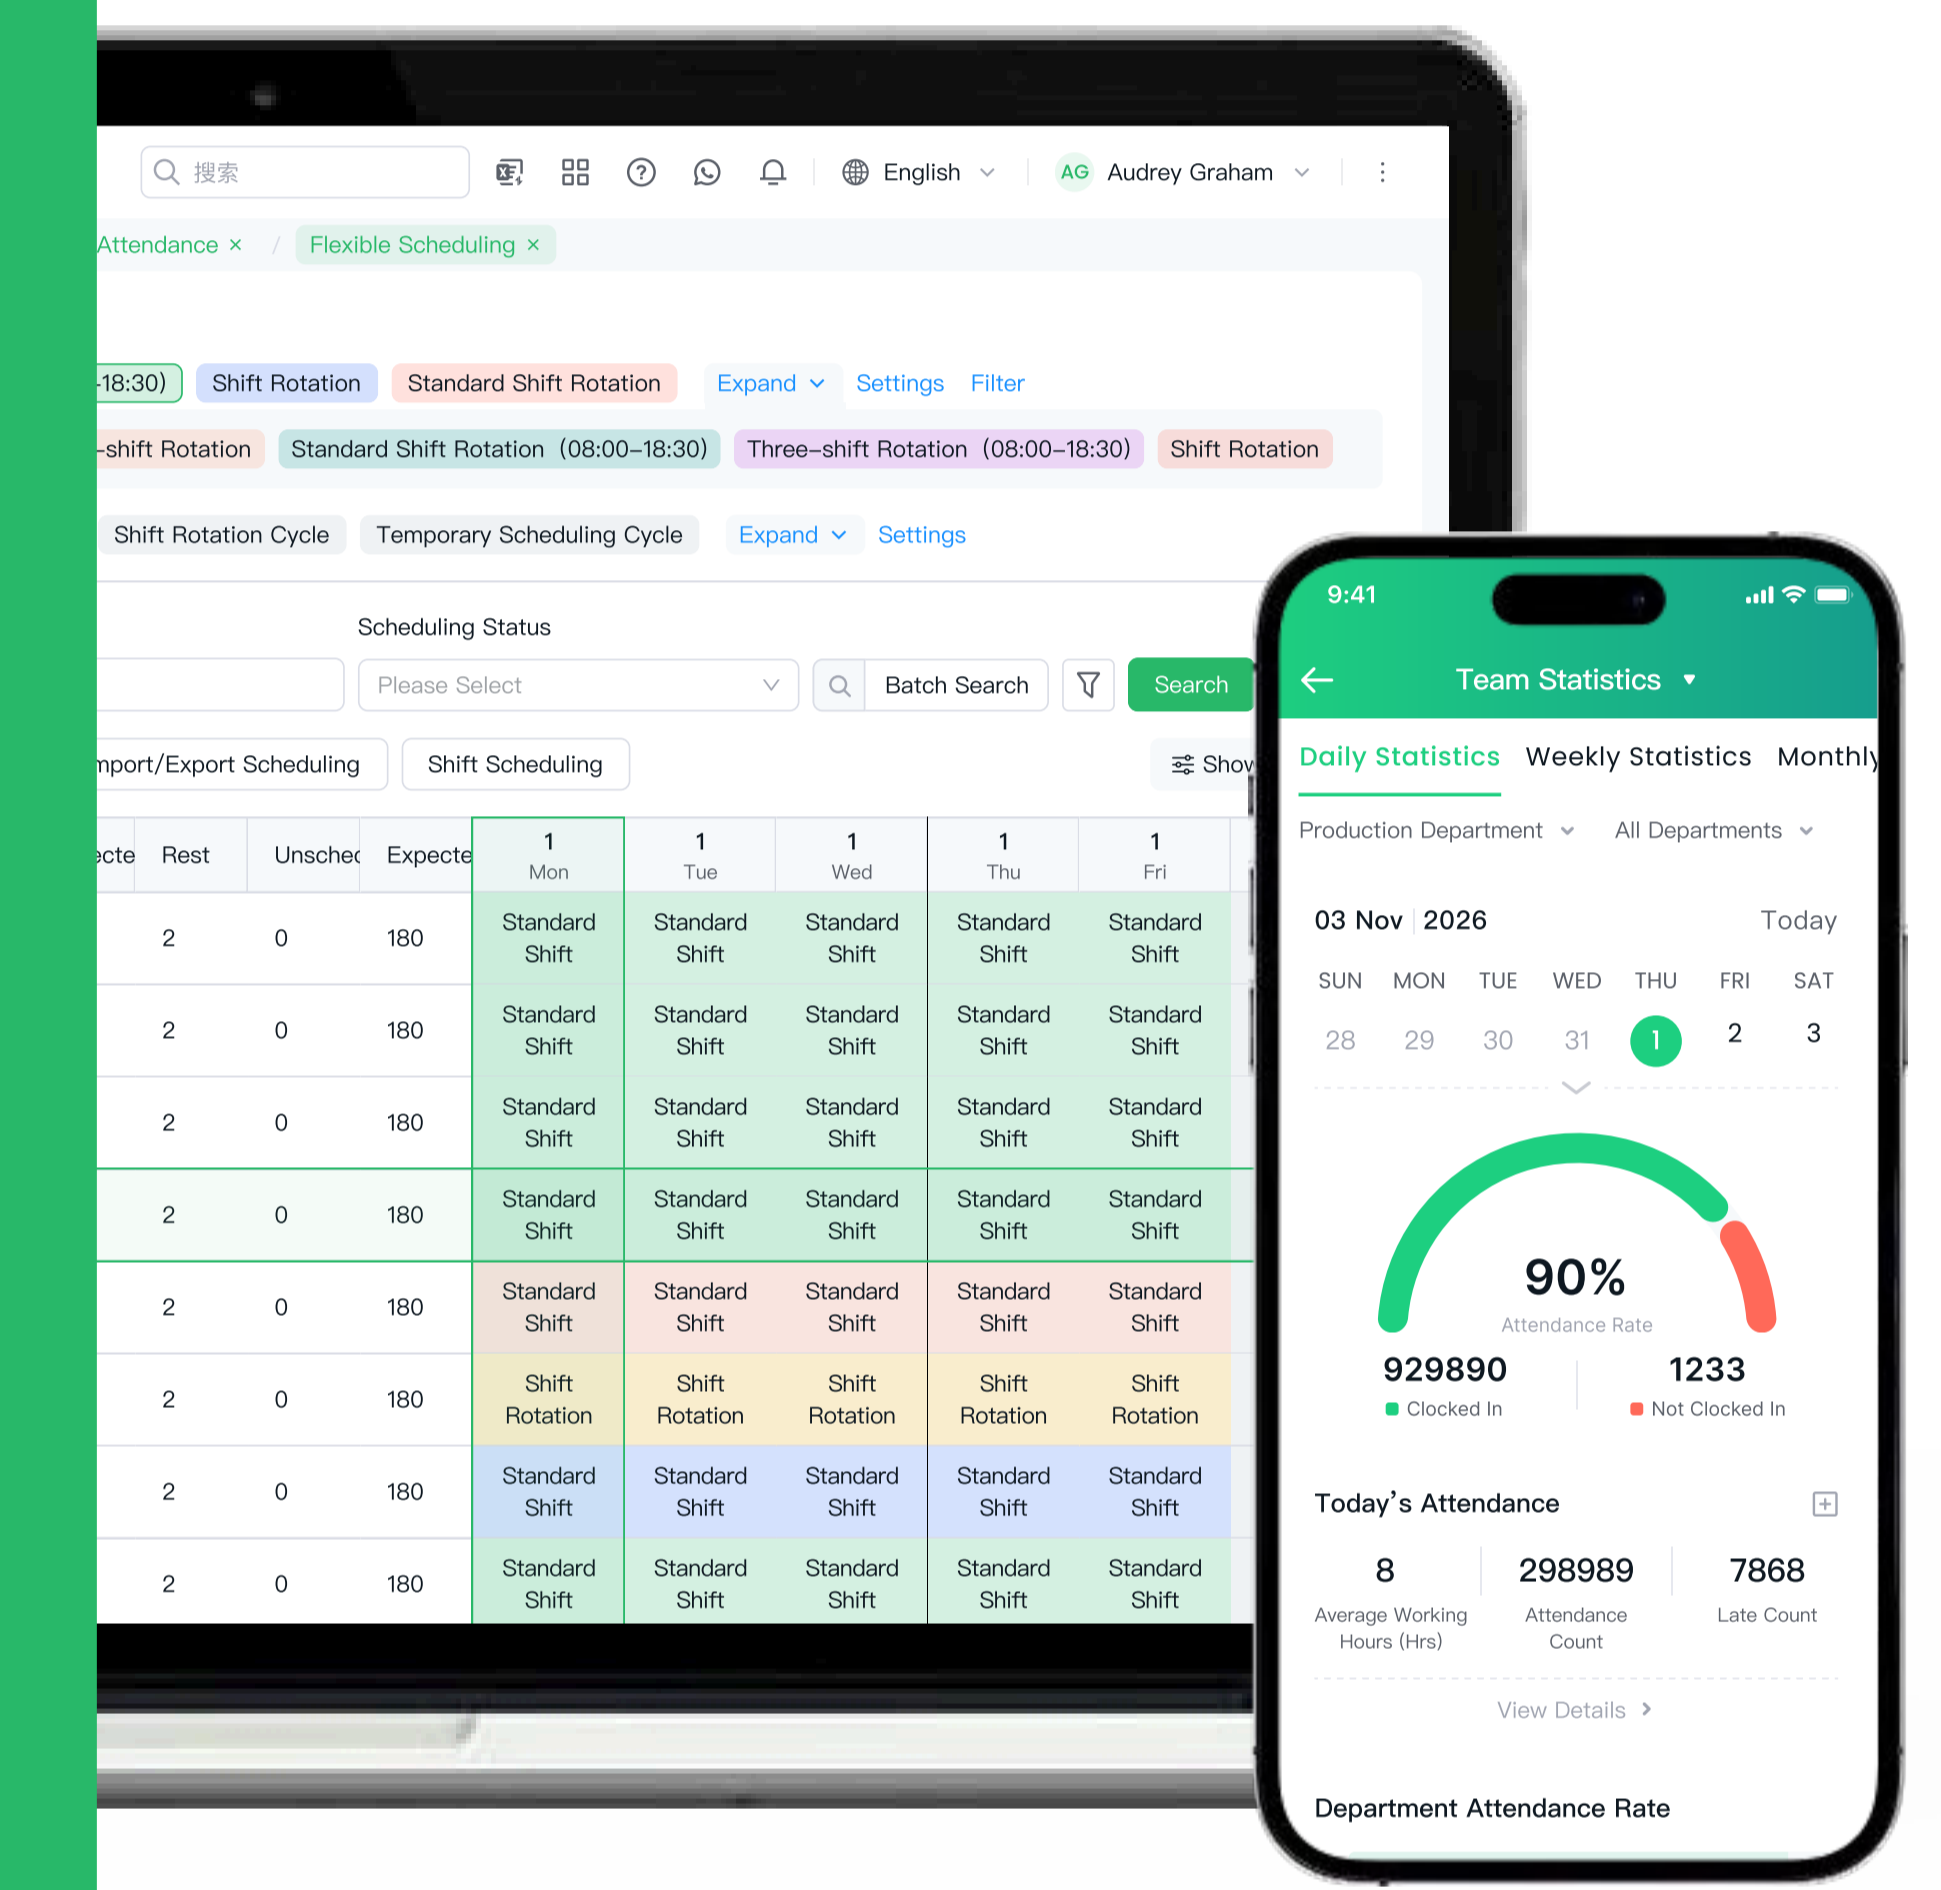 搜索
English
AG Audrey Graham
Attendance × / Flexible Scheduling ×
-18:30) Shift Rotation Standard Shift Rotation Expand Settings Filter
-shift Rotation Standard Shift Rotation (08:00–18:30) Three–shift Rotation (08:00–18:30) Shift Rotation
Shift Rotation Cycle Temporary Scheduling Cycle Expand Settings
Scheduling Status
Please Select Batch Search Search
mport/Export Scheduling Shift Scheduling Show
ecte Rest Unsched Expecte
1 Mon 1 Tue 1 Wed 1 Thu 1 Fri
2 0 180 Standard Shift Standard Shift Standard Shift Standard Shift Standard Shift
2 0 180 Standard Shift Standard Shift Standard Shift Standard Shift Standard Shift
2 0 180 Standard Shift Standard Shift Standard Shift Standard Shift Standard Shift
2 0 180 Standard Shift Standard Shift Standard Shift Standard Shift Standard Shift
2 0 180 Standard Shift Standard Shift Standard Shift Standard Shift Standard Shift
2 0 180 Shift Rotation Shift Rotation Shift Rotation Shift Rotation Shift Rotation
2 0 180 Standard Shift Standard Shift Standard Shift Standard Shift Standard Shift
2 0 180 Standard Shift Standard Shift Standard Shift Standard Shift Standard Shift
9:41
Team Statistics
Daily Statistics Weekly Statistics Monthly
Production Department All Departments
03 Nov 2026 Today
SUN MON TUE WED THU FRI SAT
28 29 30 31 1 2 3
90%
Attendance Rate
929890 1233
Clocked In Not Clocked In
Today's Attendance
8 298989 7868
Average Working Hours (Hrs) Attendance Count Late Count
View Details
Department Attendance Rate